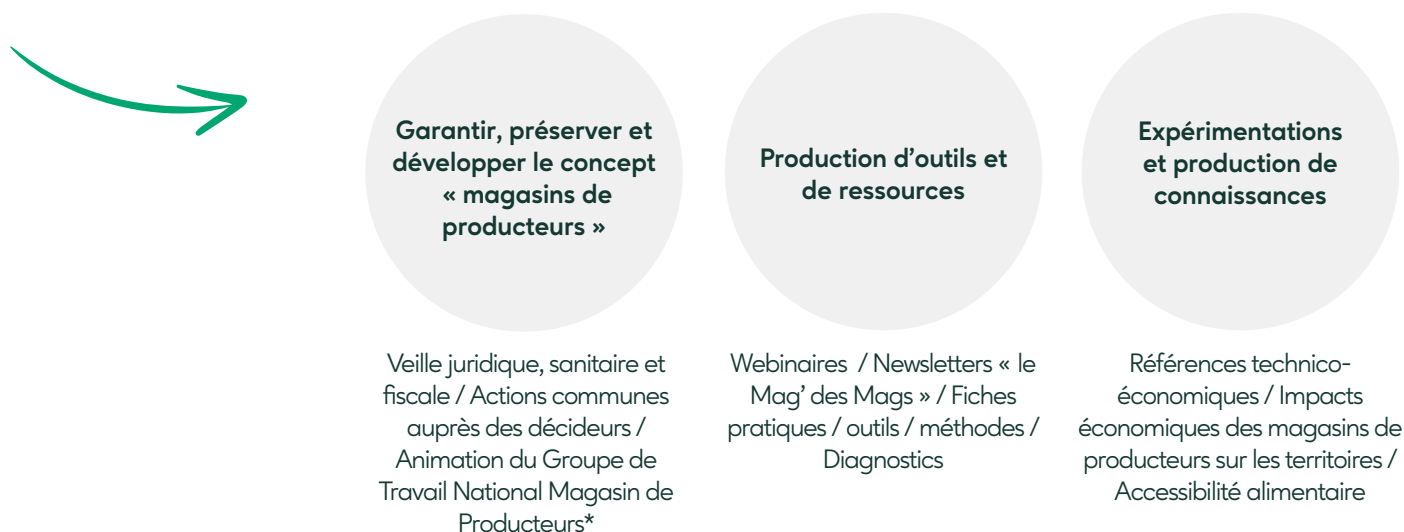 Garantir, préserver et
développer le concept
« magasins de
producteurs »
Veille juridique, sanitaire et
fiscale / Actions communes
auprès des décideurs /
Animation du Groupe de
Travail National Magasin de
Producteurs*
Production d’outils et
de ressources
Webinaires / Newsletters « le
Mag’ des Mags » / Fiches
pratiques / outils / méthodes /
Diagnostics
Expérimentations
et production de
connaissances
Références technico-
économiques / Impacts
économiques des magasins de
producteurs sur les territoires /
Accessibilité alimentaire